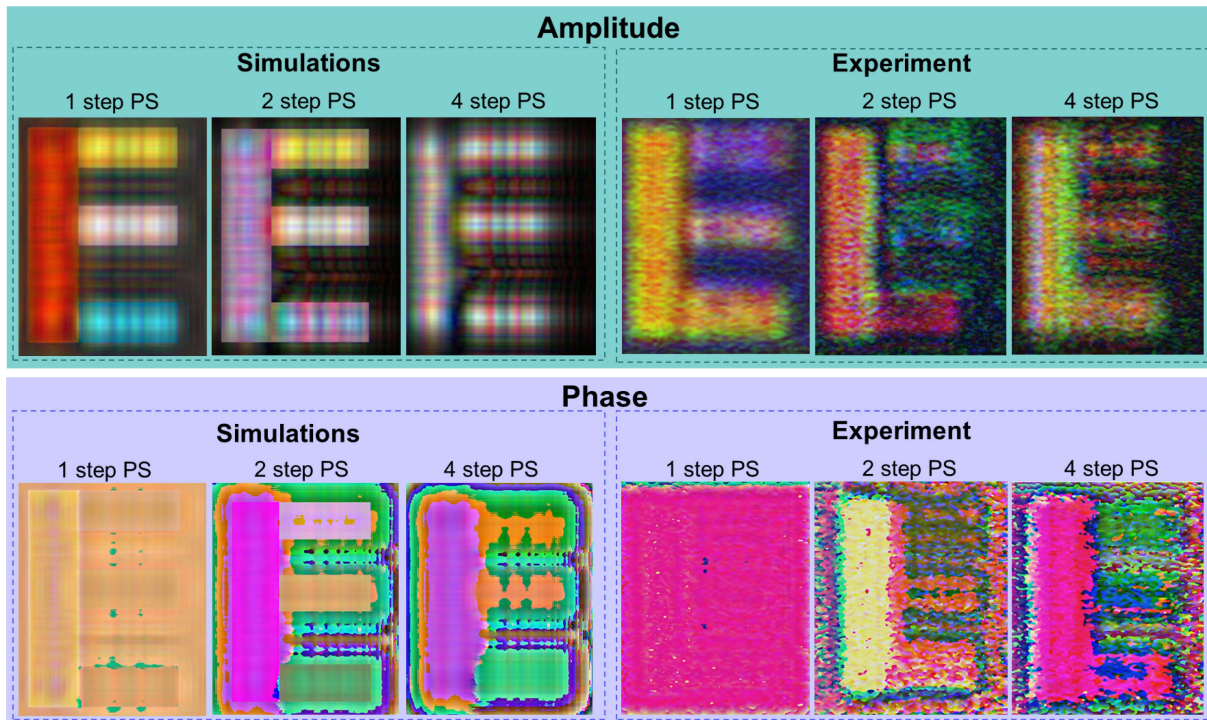 Amplitude
Simulations
Experiment
1 step PS
2 step PS
4 step PS
1 step PS
2 step PS
4 step PS
Phase
Simulations
Experiment
1 step PS
2 step PS
4 step PS
1 step PS
2 step PS
4 step PS